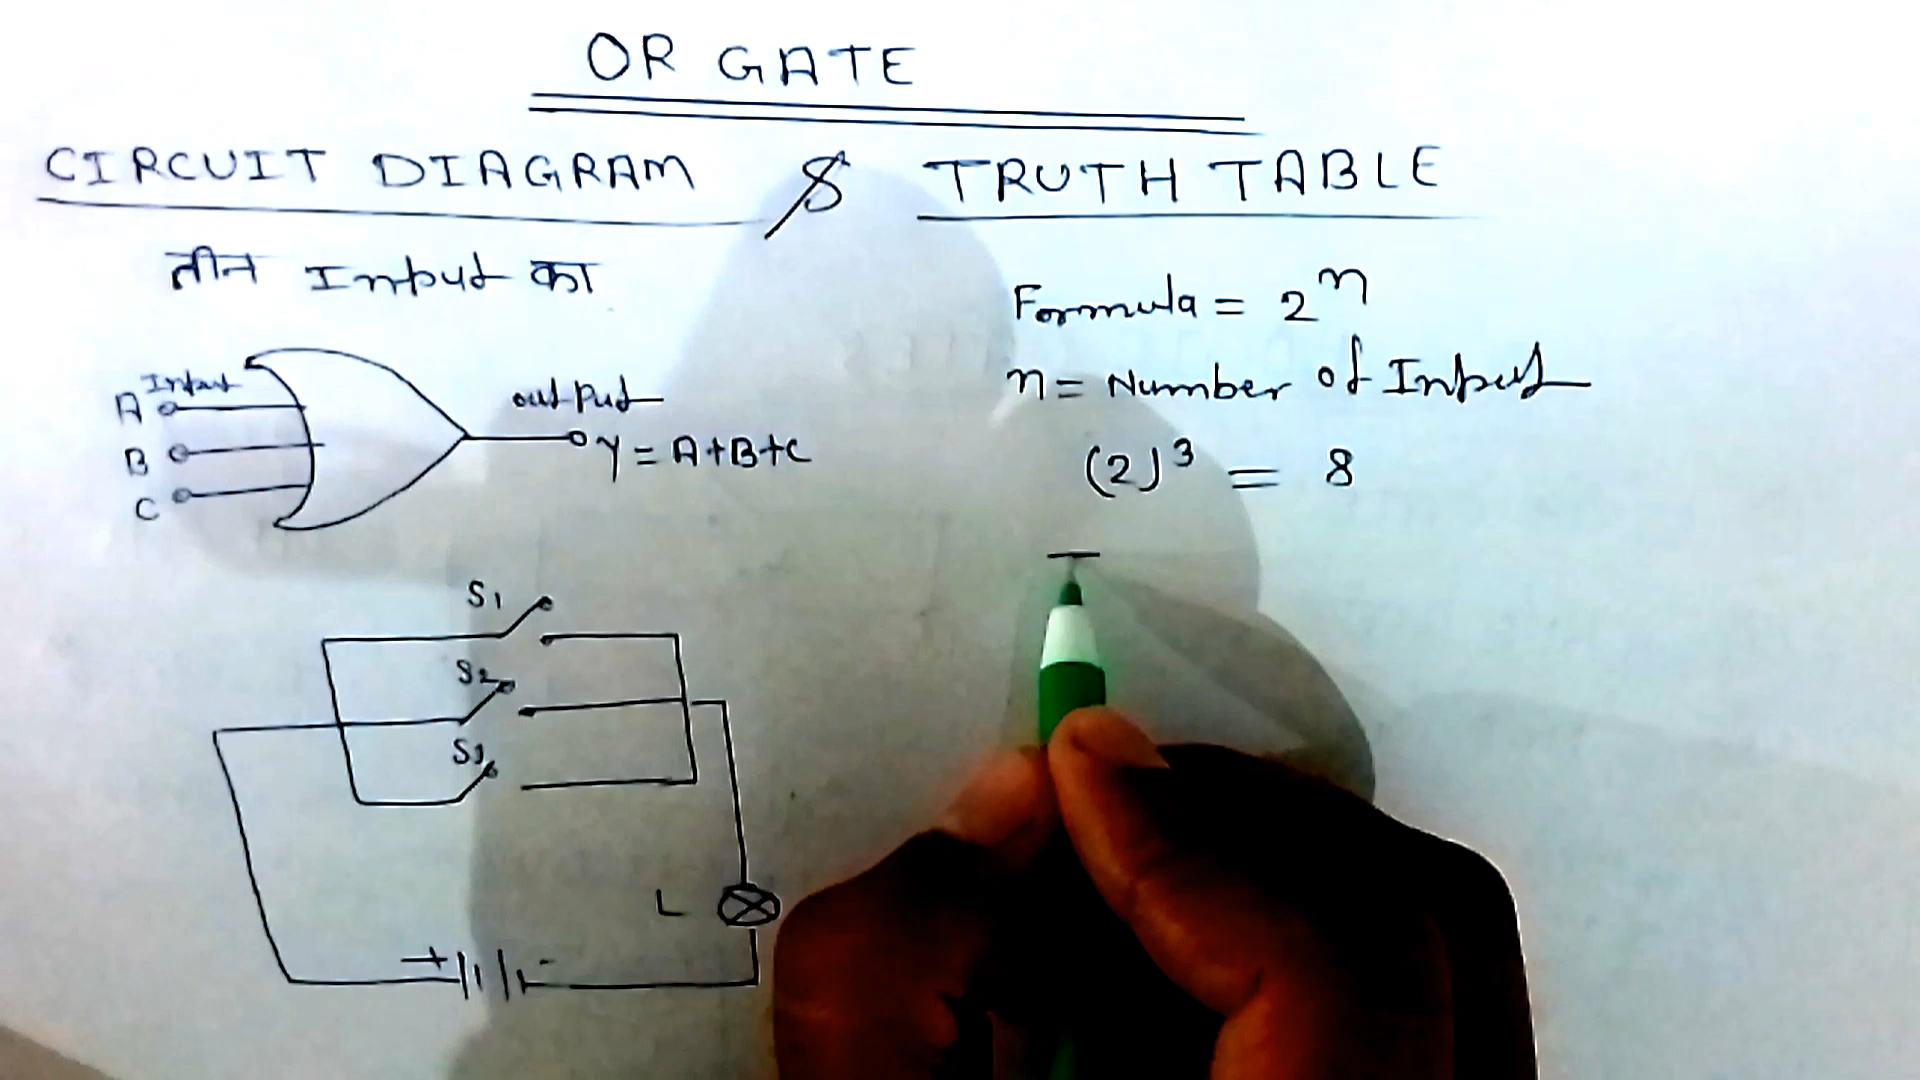 OR GATE
CIRCUIT DIAGRAM & TRUTH TABLE
तीन Input का
Formula = 2^n
n = Number of Input
(2)^3 = 8
Input
A
B
C
output
Y = A+B+C
S1
S2
S3
L
+ -